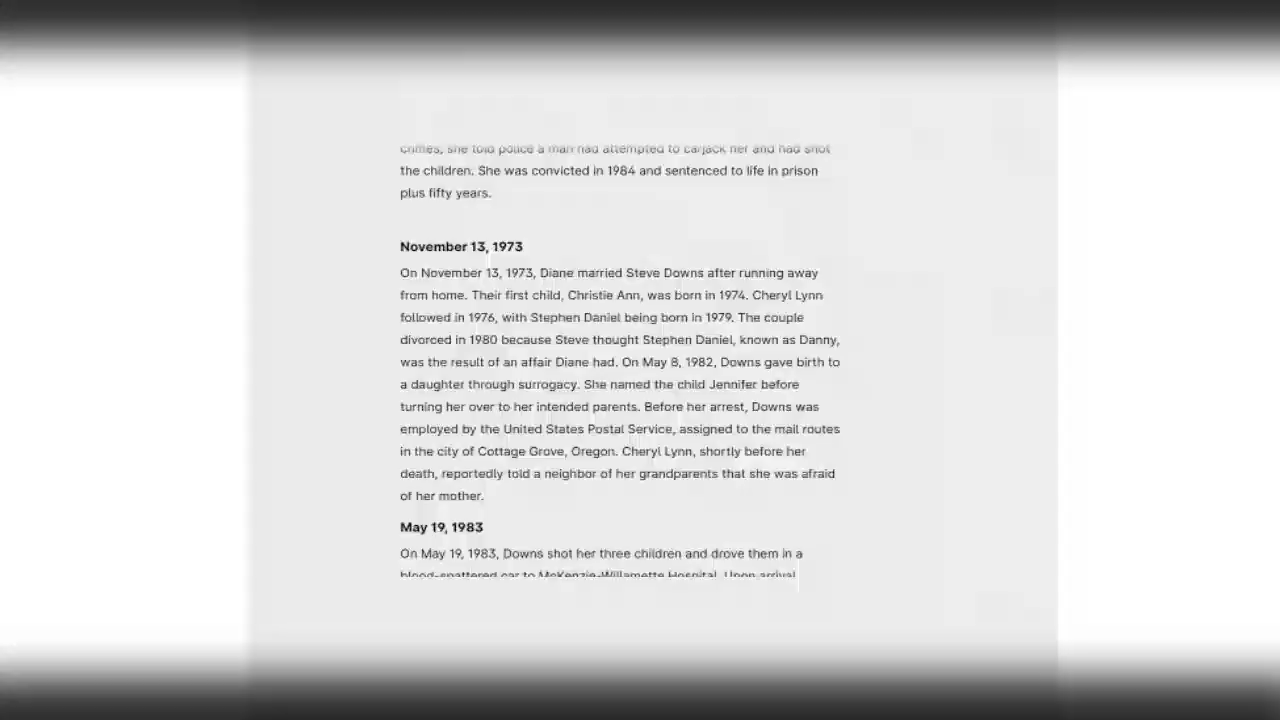 crimes, she told police a man had attempted to carjack her and had shot
the children. She was convicted in 1984 and sentenced to life in prison
plus fifty years.
November 13, 1973
On November 13, 1973, Diane married Steve Downs after running away
from home. Their first child, Christie Ann, was born in 1974. Cheryl Lynn
followed in 1976, with Stephen Daniel being born in 1979. The couple
divorced in 1980 because Steve thought Stephen Daniel, known as Danny,
was the result of an affair Diane had. On May 8, 1982, Downs gave birth to
a daughter through surrogacy. She named the child Jennifer before
turning her over to her intended parents. Before her arrest, Downs was
employed by the United States Postal Service, assigned to the mail routes
in the city of Cottage Grove, Oregon. Cheryl Lynn, shortly before her
death, reportedly told a neighbor of her grandparents that she was afraid
of her mother.
May 19, 1983
On May 19, 1983, Downs shot her three children and drove them in a
blood-spattered car to McKenzie-Willamette Hospital. Upon arrival